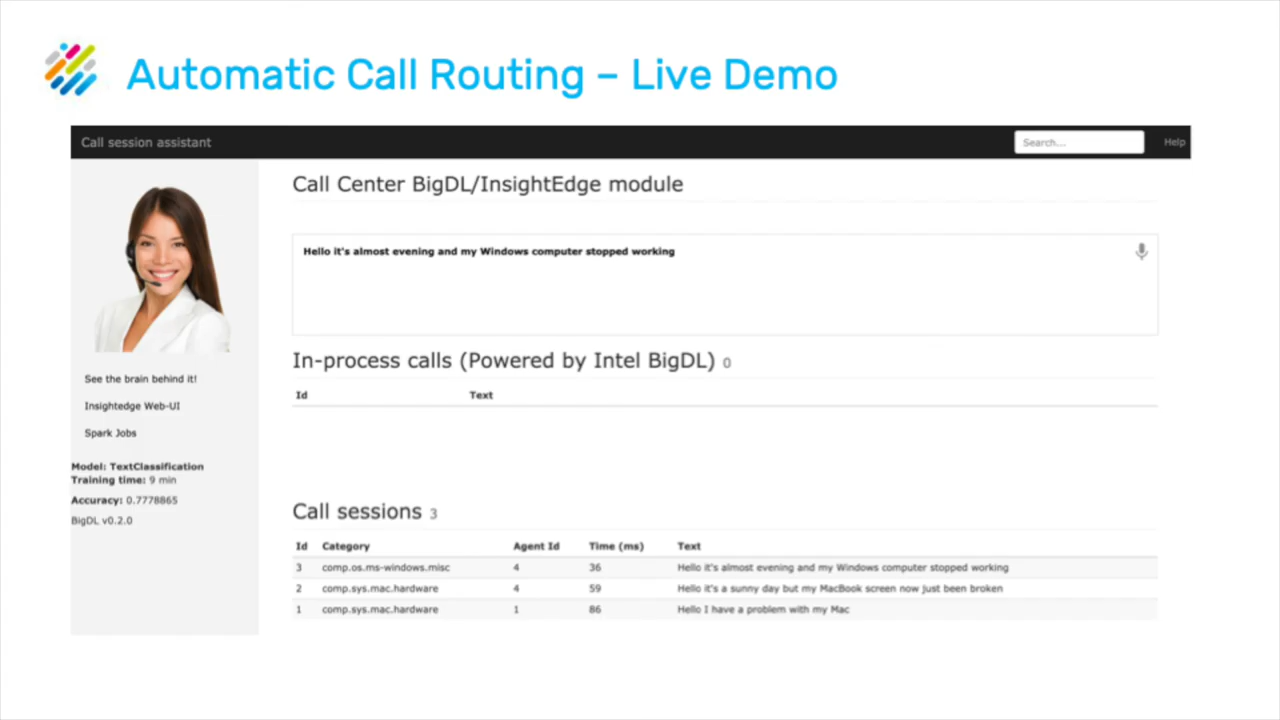 Automatic Call Routing – Live Demo
Call session assistant
Search...
Help
Call Center BigDL/InsightEdge module
Hello it's almost evening and my Windows computer stopped working
In-process calls (Powered by Intel BigDL) 0
Id Text
See the brain behind it!
Insightedge Web-UI
Spark Jobs
Model: TextClassification
Training time: 9 min
Accuracy: 0.7778865
BigDL v0.2.0
Call sessions 3
Id Category Agent Id Time (ms) Text
3 comp.os.ms-windows.misc 4 36 Hello it's almost evening and my Windows computer stopped working
2 comp.sys.mac.hardware 4 59 Hello it's a sunny day but my MacBook screen now just been broken
1 comp.sys.mac.hardware 1 86 Hello I have a problem with my Mac